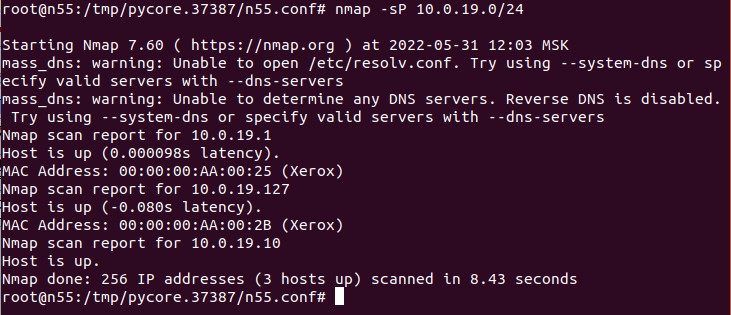 root@n55:/tmp/pycore.37387/n55.conf# nmap -sP 10.0.19.0/24
Starting Nmap 7.60 ( https://nmap.org ) at 2022-05-31 12:03 MSK
mass_dns: warning: Unable to open /etc/resolv.conf. Try using --system-dns or sp
ecify valid servers with --dns-servers
mass_dns: warning: Unable to determine any DNS servers. Reverse DNS is disabled.
 Try using --system-dns or specify valid servers with --dns-servers
Nmap scan report for 10.0.19.1
Host is up (0.000098s latency).
MAC Address: 00:00:00:AA:00:25 (Xerox)
Nmap scan report for 10.0.19.127
Host is up (-0.080s latency).
MAC Address: 00:00:00:AA:00:2B (Xerox)
Nmap scan report for 10.0.19.10
Host is up.
Nmap done: 256 IP addresses (3 hosts up) scanned in 8.43 seconds
root@n55:/tmp/pycore.37387/n55.conf#